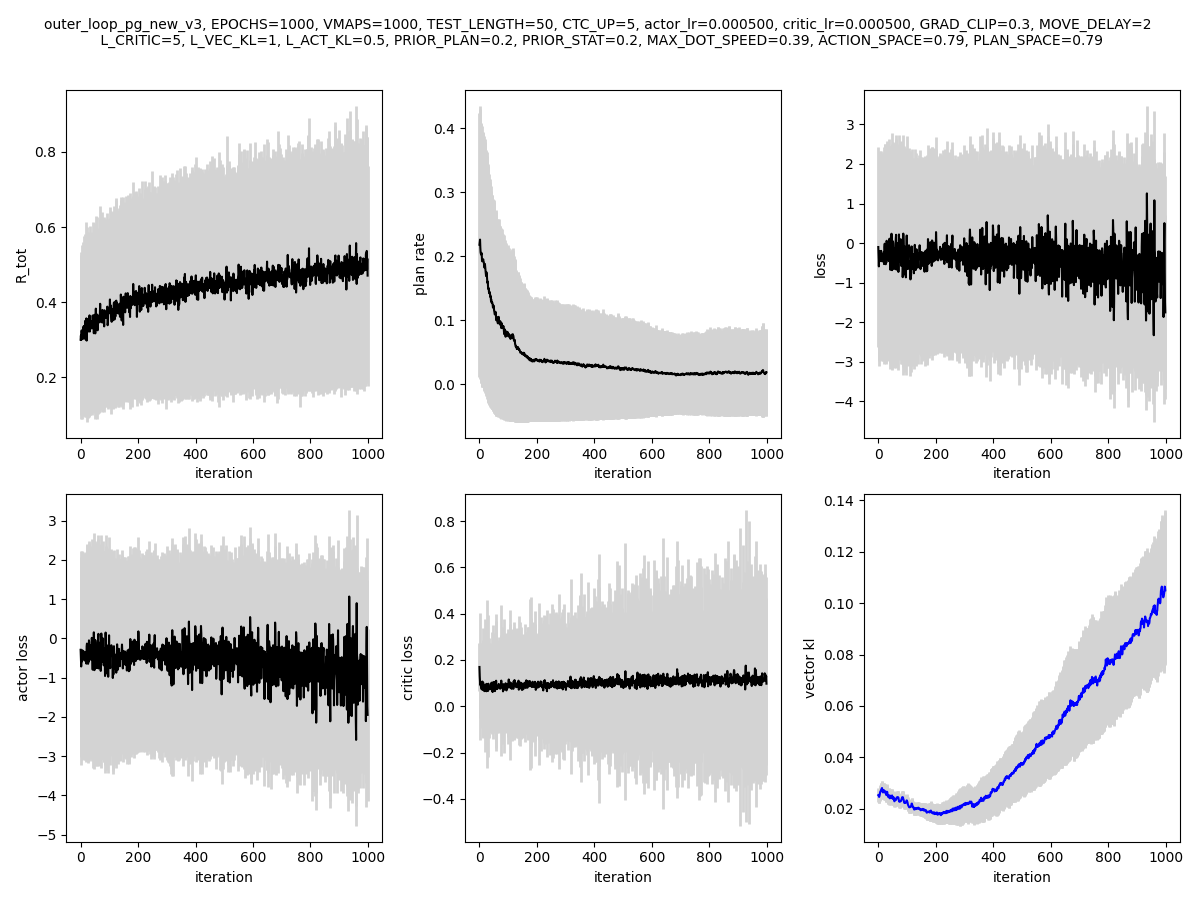 outer_loop_pg_new_v3, EPOCHS=1000, VMAPS=1000, TEST_LENGTH=50, CTC_UP=5, actor_lr=0.000500, critic_lr=0.000500, GRAD_CLIP=0.3, MOVE_DELAY=2
L_CRITIC=5, L_VEC_KL=1, L_ACT_KL=0.5, PRIOR_PLAN=0.2, PRIOR_STAT=0.2, MAX_DOT_SPEED=0.39, ACTION_SPACE=0.79, PLAN_SPACE=0.79
R_tot
0.8
0.6
0.4
0.2
0 200 400 600 800 1000
iteration
plan rate
0.4
0.3
0.2
0.1
0.0
0 200 400 600 800 1000
iteration
loss
3
2
1
0
−1
−2
−3
−4
0 200 400 600 800 1000
iteration
actor loss
3
2
1
0
−1
−2
−3
−4
−5
0 200 400 600 800 1000
iteration
critic loss
0.8
0.6
0.4
0.2
0.0
−0.2
−0.4
0 200 400 600 800 1000
iteration
vector kl
0.14
0.12
0.10
0.08
0.06
0.04
0.02
0 200 400 600 800 1000
iteration